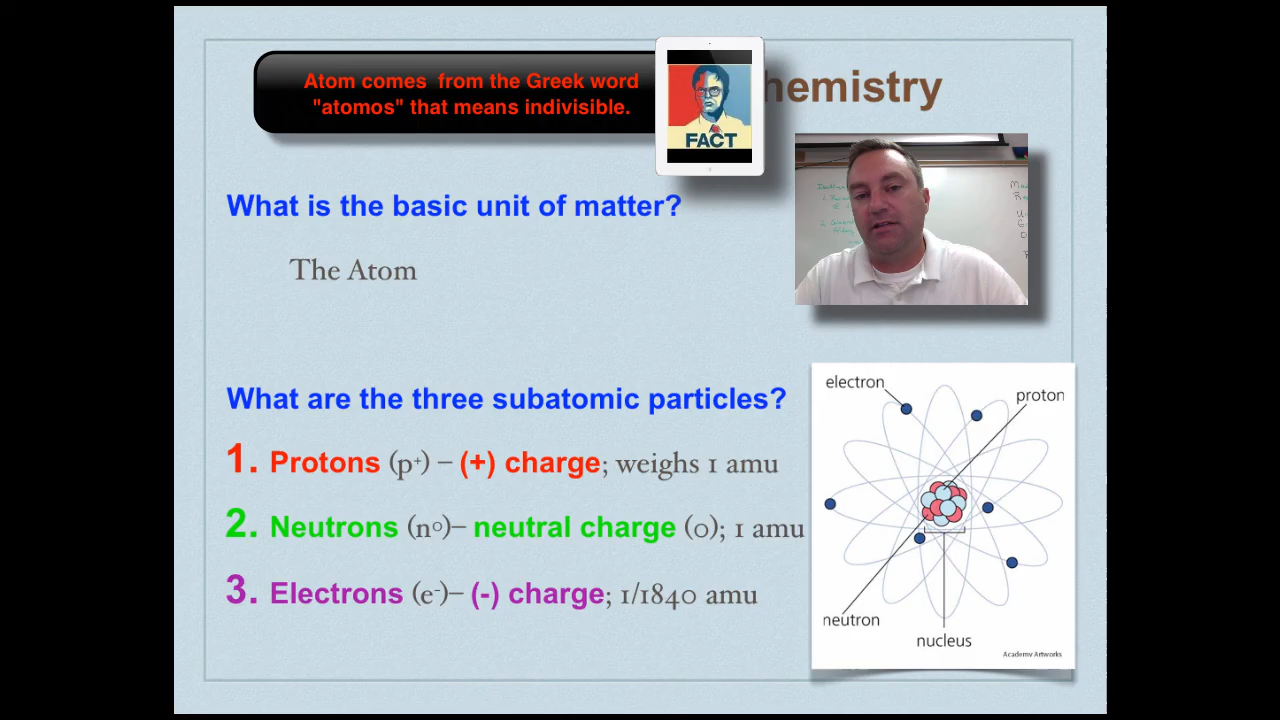 Atom comes from the Greek word
"atomos" that means indivisible.
FACT
hemistry
What is the basic unit of matter?
The Atom
What are the three subatomic particles?
1. Protons (p⁺) – (+) charge; weighs 1 amu
2. Neutrons (n⁰)– neutral charge (0); 1 amu
3. Electrons (e⁻)– (-) charge; 1/1840 amu
electron
proton
neutron
nucleus
Academy Artworks